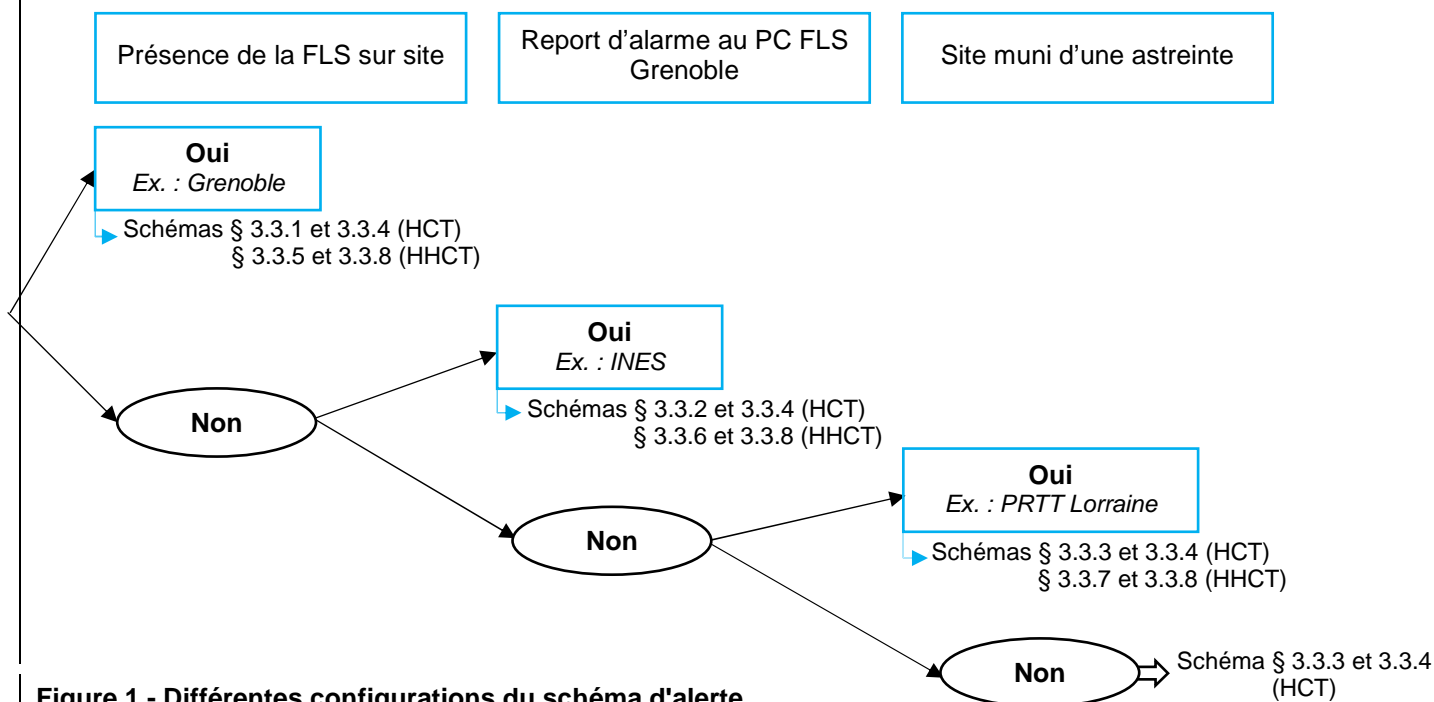 Présence de la FLS sur site
Report d'alarme au PC FLS
Grenoble
Site muni d'une astreinte
Oui
Ex. : Grenoble
Schémas § 3.3.1 et 3.3.4 (HCT)
§ 3.3.5 et 3.3.8 (HHCT)
Oui
Ex. : INES
Non
Schémas § 3.3.2 et 3.3.4 (HCT)
§ 3.3.6 et 3.3.8 (HHCT)
Oui
Ex. : PRTT Lorraine
Non
Schémas § 3.3.3 et 3.3.4 (HCT)
§ 3.3.7 et 3.3.8 (HHCT)
Non
Schéma § 3.3.3 et 3.3.4
(HCT)
Figure 1 - Différentes configurations du schéma d'alerte